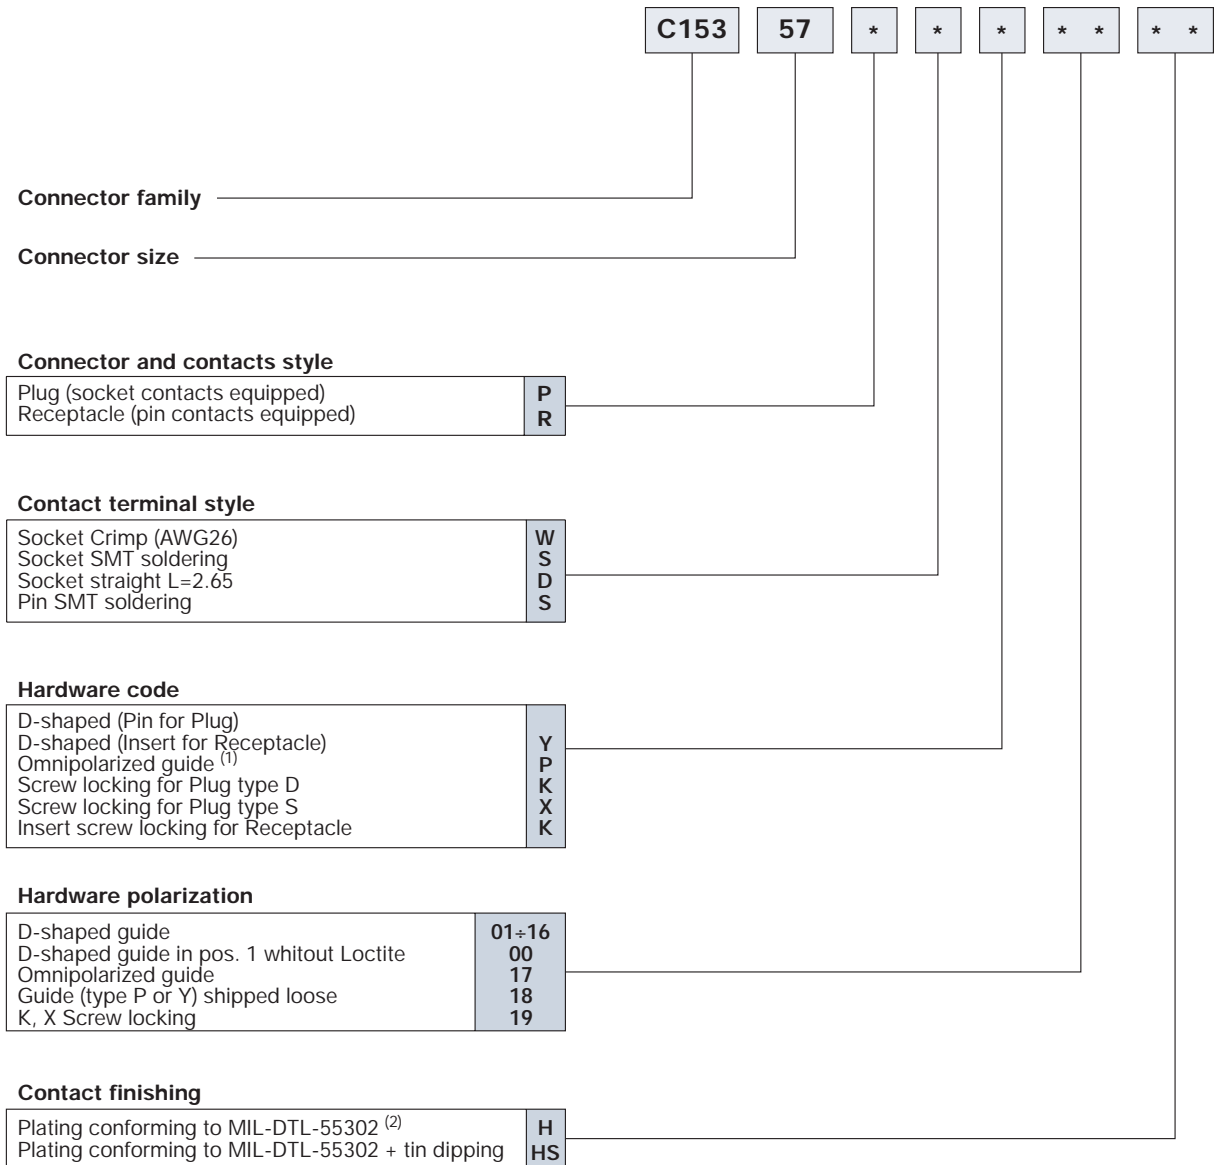 C153 57 * * * * * * *
Connector family
Connector size
Connector and contacts style
Plug (socket contacts equipped) P
Receptacle (pin contacts equipped) R
Contact terminal style
Socket Crimp (AWG26) W
Socket SMT soldering S
Socket straight L=2.65 D
Pin SMT soldering S
Hardware code
D-shaped (Pin for Plug)
D-shaped (Insert for Receptacle) Y
Omnipolarized guide (1) P
Screw locking for Plug type D K
Screw locking for Plug type S X
Insert screw locking for Receptacle K
Hardware polarization
D-shaped guide 01÷16
D-shaped guide in pos. 1 whitout Loctite 00
Omnipolarized guide 17
Guide (type P or Y) shipped loose 18
K, X Screw locking 19
Contact finishing
Plating conforming to MIL-DTL-55302 (2) H
Plating conforming to MIL-DTL-55302 + tin dipping HS